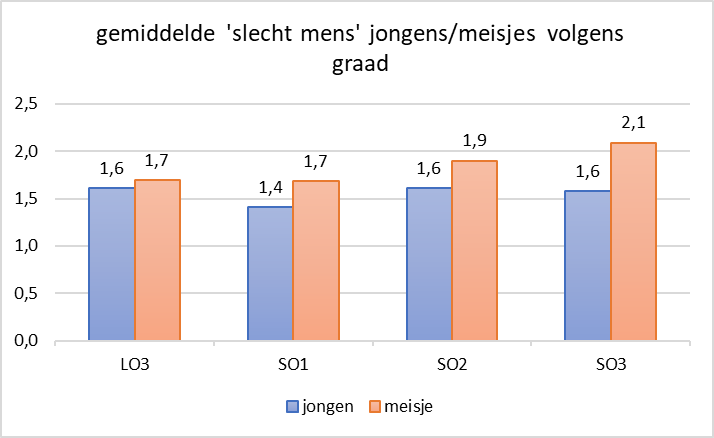 gemiddelde 'slecht mens' jongens/meisjes volgens
graad
2,5
2,0
1,5
1,0
0,5
0,0
1,6
1,7
1,4
1,7
1,6
1,9
1,6
2,1
LO3
SO1
SO2
SO3
jongen
meisje